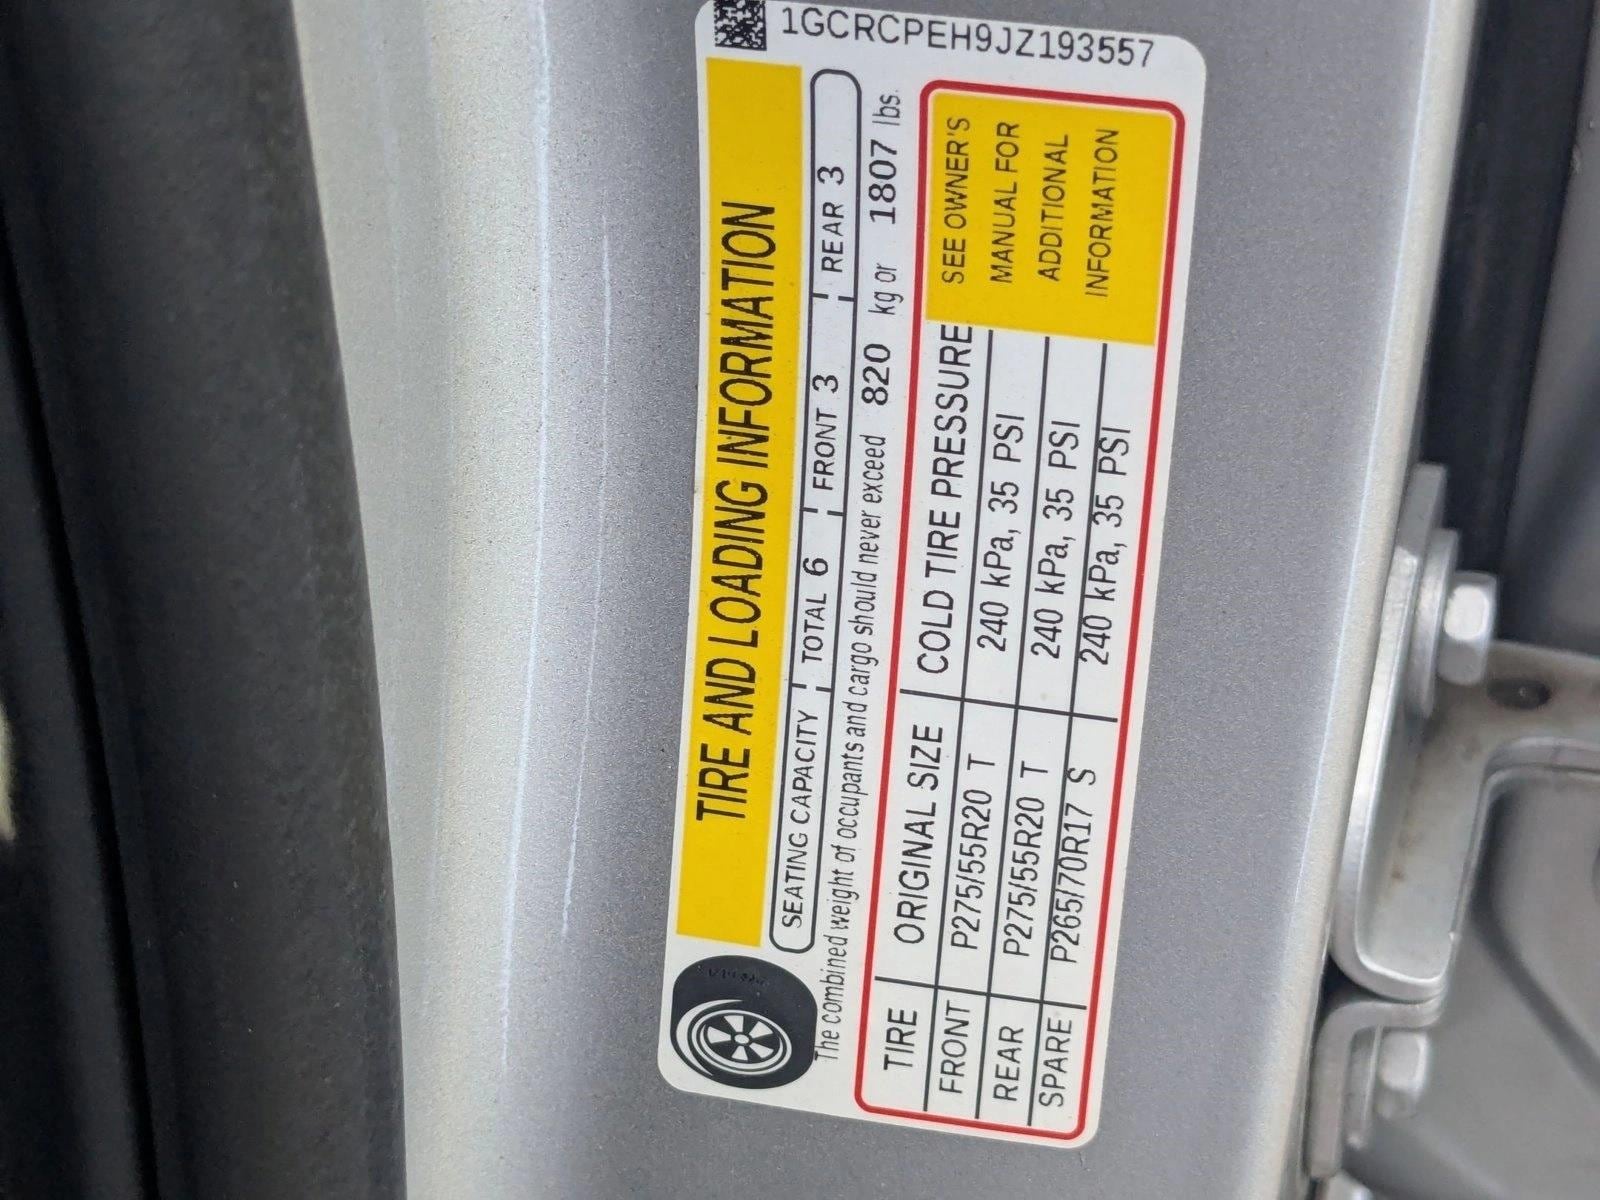 1GCRCPEH9JZ193557
TIRE AND LOADING INFORMATION
SEATING CAPACITY TOTAL 6 FRONT 3 REAR 3
The combined weight of occupants and cargo should never exceed 820 kg or 1807 lbs.
TIRE ORIGINAL SIZE COLD TIRE PRESSURE
FRONT P275/55R20 T 240 kPa, 35 PSI
REAR P275/55R20 T 240 kPa, 35 PSI
SPARE P265/70R17 S 240 kPa, 35 PSI
SEE OWNER'S
MANUAL FOR
ADDITIONAL
INFORMATION